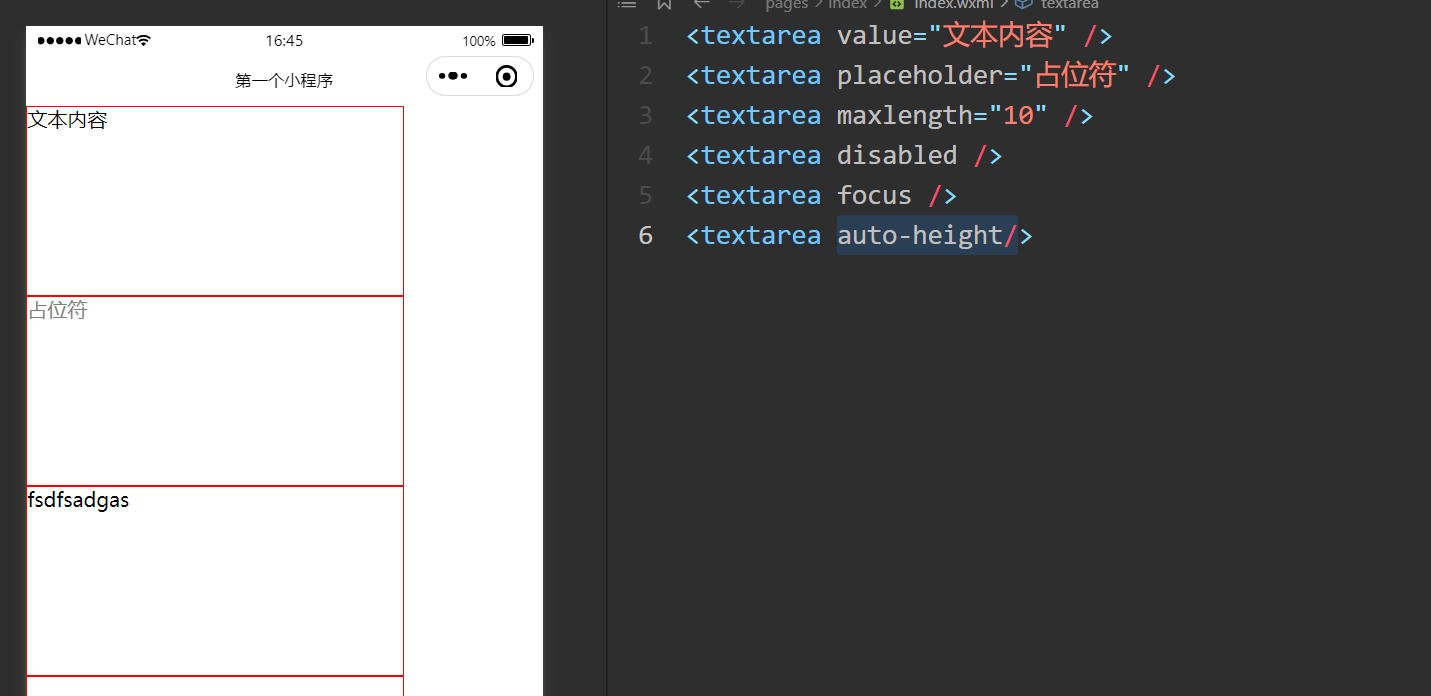 WeChat 16:45 100%
第一个小程序
文本内容
占位符
fsdfsadgas
pages > index > index.wxml > textarea
1 <textarea value="文本内容" />
2 <textarea placeholder="占位符" />
3 <textarea maxlength="10" />
4 <textarea disabled />
5 <textarea focus />
6 <textarea auto-height/>